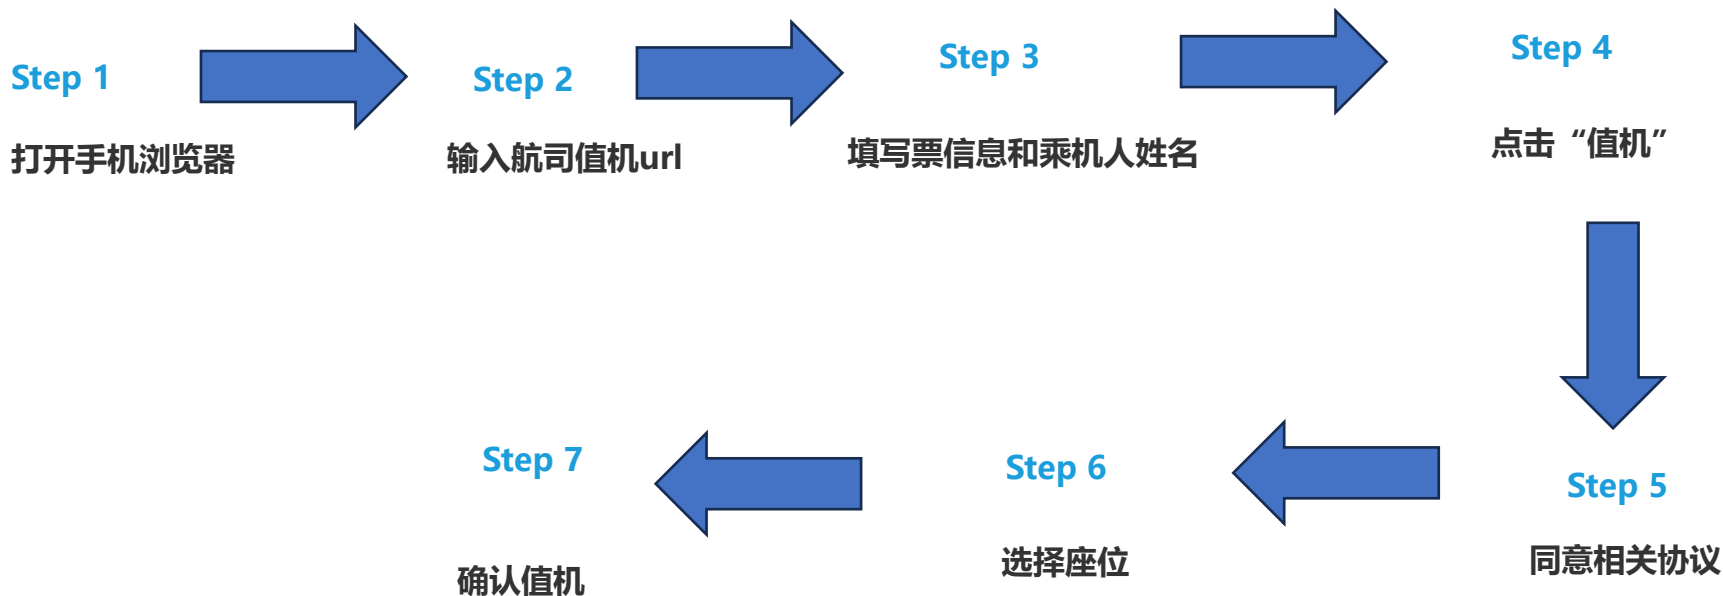 Step 1
打开手机浏览器
Step 2
输入航司值机url
Step 3
填写票信息和乘机人姓名
Step 4
点击“值机”
Step 5
同意相关协议
Step 6
选择座位
Step 7
确认值机